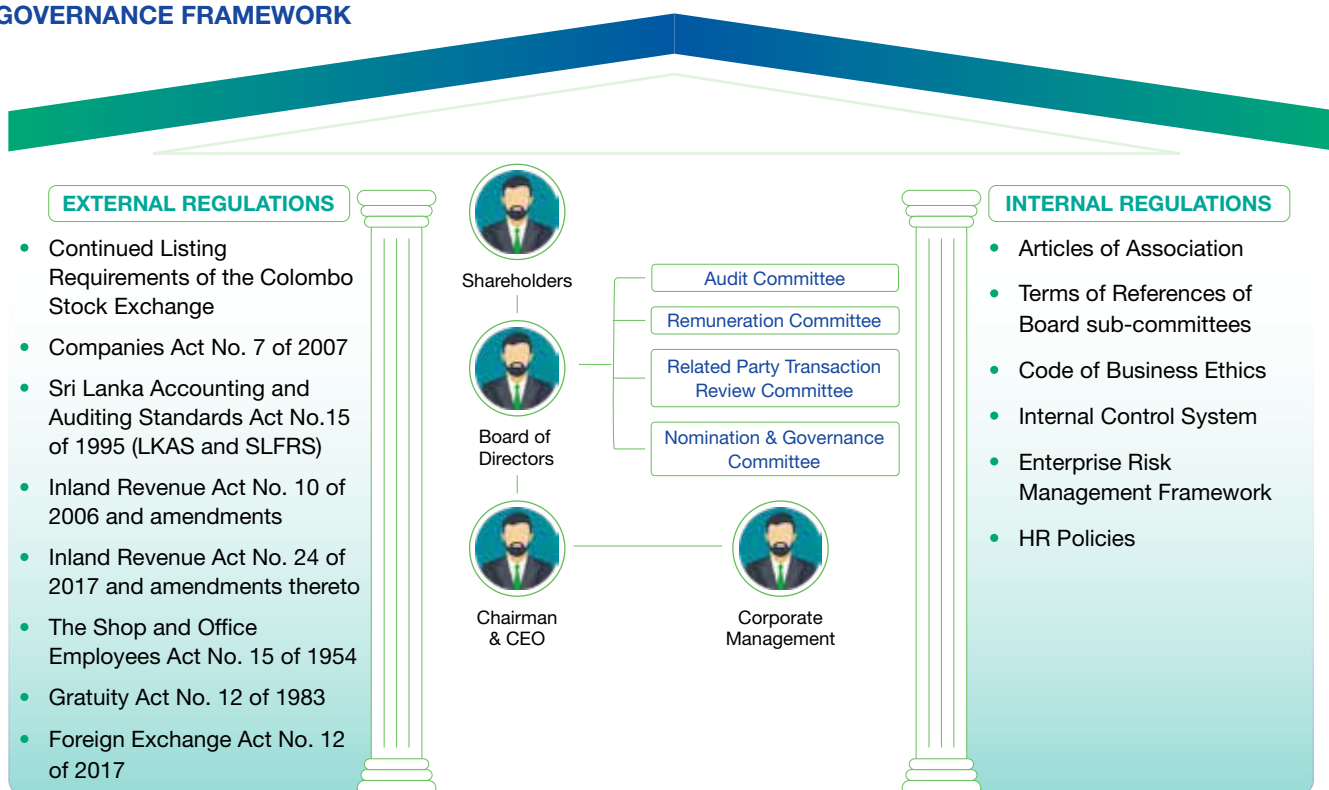 GOVERNANCE FRAMEWORK
EXTERNAL REGULATIONS
• Continued Listing
Requirements of the Colombo
Stock Exchange
• Companies Act No. 7 of 2007
• Sri Lanka Accounting and
Auditing Standards Act No.15
of 1995 (LKAS and SLFRS)
• Inland Revenue Act No. 10 of
2006 and amendments
• Inland Revenue Act No. 24 of
2017 and amendments thereto
• The Shop and Office
Employees Act No. 15 of 1954
• Gratuity Act No. 12 of 1983
• Foreign Exchange Act No. 12
of 2017
Shareholders
Board of
Directors
Audit Committee
Remuneration Committee
Related Party Transaction
Review Committee
Nomination & Governance
Committee
Chairman
& CEO
Corporate
Management
INTERNAL REGULATIONS
• Articles of Association
• Terms of References of
Board sub-committees
• Code of Business Ethics
• Internal Control System
• Enterprise Risk
Management Framework
• HR Policies